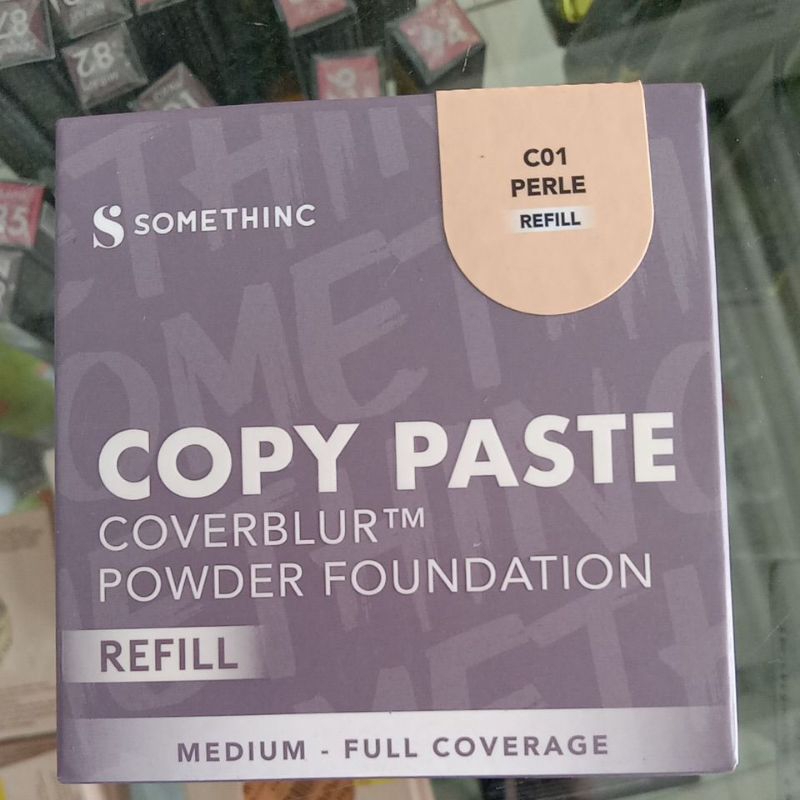 C01
PERLE
REFILL
SOMETHINC
COPY PASTE
COVERBLUR™
POWDER FOUNDATION
REFILL
MEDIUM - FULL COVERAGE